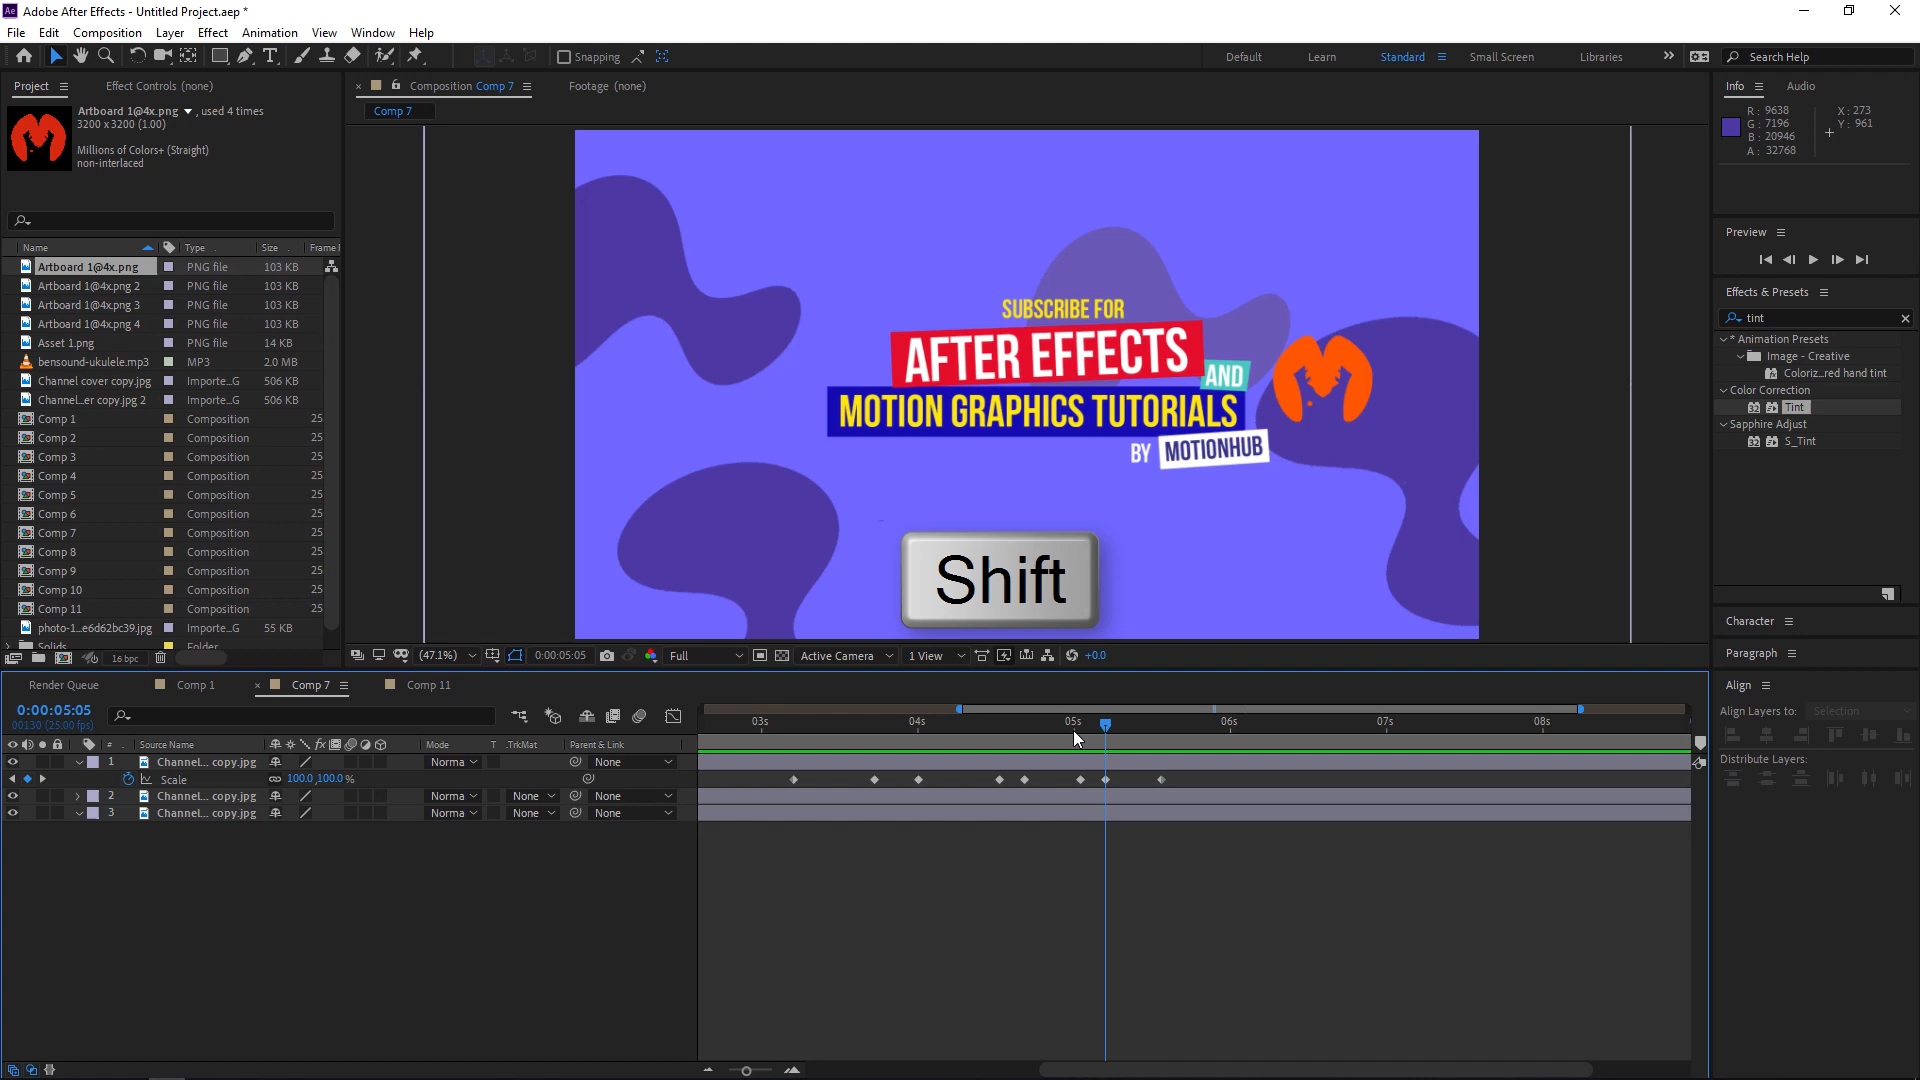 Ae Adobe After Effects - Untitled Project.aep *
File Edit Composition Layer Effect Animation View Window Help
Snapping
Default Learn Standard Small Screen Libraries Search Help
Project
Effect Controls (none)
Artboard 1@4x.png , used 4 times
3200 x 3200 (1.00)
Millions of Colors+ (Straight)
non-interlaced
Name Type Size Frame
Artboard 1@4x.png PNG file 103 KB
Artboard 1@4x.png 2 PNG file 103 KB
Artboard 1@4x.png 3 PNG file 103 KB
Artboard 1@4x.png 4 PNG file 103 KB
Asset 1.png PNG file 14 KB
bensound-ukulele.mp3 MP3 2.0 MB
Channel cover copy.jpg Importe...G 506 KB
Channel...er copy.jpg 2 Importe...G 506 KB
Comp 1 Composition 25
Comp 2 Composition 25
Comp 3 Composition 25
Comp 4 Composition 25
Comp 5 Composition 25
Comp 6 Composition 25
Comp 7 Composition 25
Comp 8 Composition 25
Comp 9 Composition 25
Comp 10 Composition 25
Comp 11 Composition 25
photo-1...e6d62bc39.jpg Importe...G 55 KB
Solids Folder
16 bpc
Composition Comp 7
Footage (none)
Comp 7
SUBSCRIBE FOR
AFTER EFFECTS
AND
MOTION GRAPHICS TUTORIALS
BY MOTIONHUB
Shift
(47.1%) 0:00:05:05 Full Active Camera 1 View +0.0
Info Audio
R: 9638 X: 273
G: 7196 Y: 961
B: 20946
A: 32768
Preview
Effects & Presets
tint
* Animation Presets
Image - Creative
Coloriz...red hand tint
Color Correction
32 Tint
Sapphire Adjust
32 S_Tint
Character
Paragraph
Align
Align Layers to: Selection
Distribute Layers:
Render Queue Comp 1 Comp 7 Comp 11
0:00:05:05
00130 (25.00 fps)
03s 04s 05s 06s 07s 08s
# Source Name fx Mode T .TrkMat Parent & Link
1 Channel... copy.jpg Norma None
Scale 100.0,100.0%
2 Channel... copy.jpg Norma None None
3 Channel... copy.jpg Norma None None